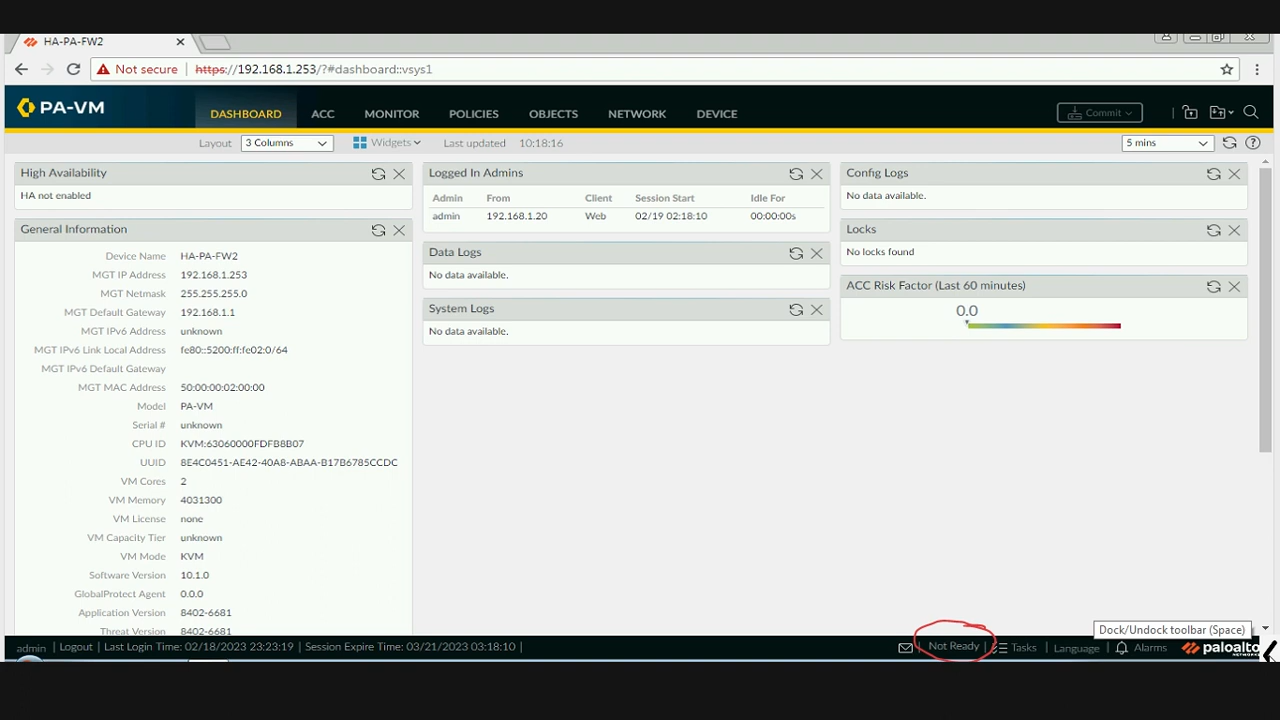 HA-PA-FW2
Not secure https://192.168.1.253/?#dashboard::vsys1
PA-VM DASHBOARD ACC MONITOR POLICIES OBJECTS NETWORK DEVICE Commit
Layout 3 Columns Widgets Last updated 10:18:16 5 mins
High Availability
HA not enabled
General Information
Device Name HA-PA-FW2
MGT IP Address 192.168.1.253
MGT Netmask 255.255.255.0
MGT Default Gateway 192.168.1.1
MGT IPv6 Address unknown
MGT IPv6 Link Local Address fe80::5200:ff:fe02:0/64
MGT IPv6 Default Gateway
MGT MAC Address 50:00:00:02:00:00
Model PA-VM
Serial # unknown
CPU ID KVM:63060000FDFB8B07
UUID 8E4C0451-AE42-40A8-ABAA-B17B6785CCDC
VM Cores 2
VM Memory 4031300
VM License none
VM Capacity Tier unknown
VM Mode KVM
Software Version 10.1.0
GlobalProtect Agent 0.0.0
Application Version 8402-6681
Threat Version 8402-6681
Logged In Admins
Admin From Client Session Start Idle For
admin 192.168.1.20 Web 02/19 02:18:10 00:00:00s
Data Logs
No data available.
System Logs
No data available.
Config Logs
No data available.
Locks
No locks found
ACC Risk Factor (Last 60 minutes)
0.0
Dock/Undock toolbar (Space)
admin | Logout | Last Login Time: 02/18/2023 23:23:19 | Session Expire Time: 03/21/2023 03:18:10 | Not Ready | Tasks | Language | Alarms paloalto
NETWORKS